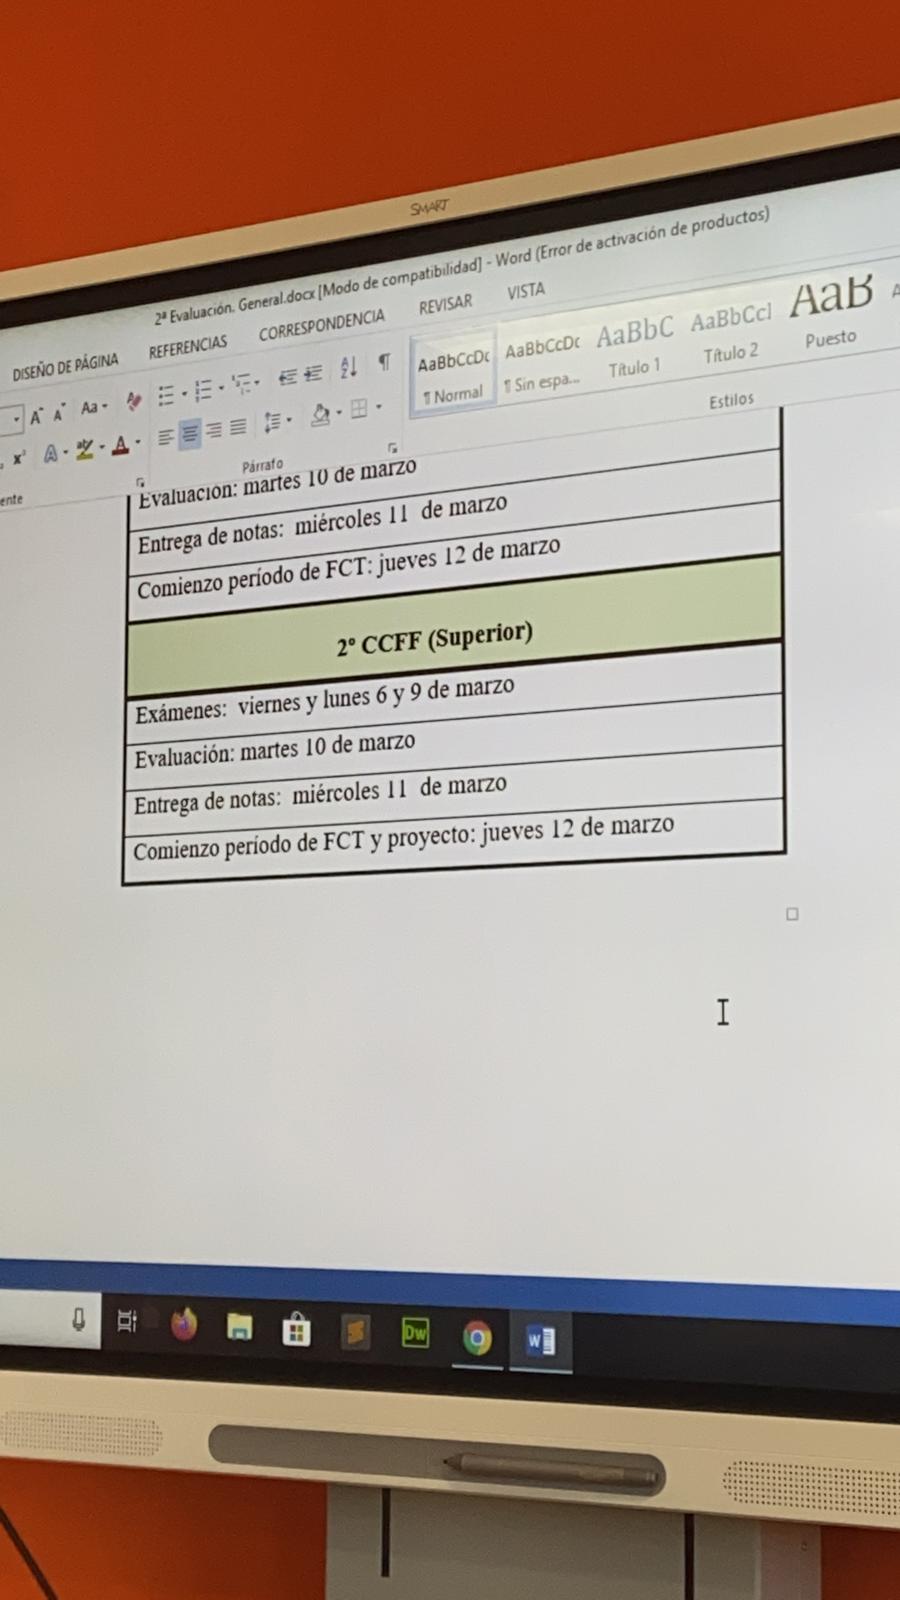 SMART
2ª Evaluación. General.docx [Modo de compatibilidad] - Word (Error de activación de productos)
DISEÑO DE PÁGINA REFERENCIAS CORRESPONDENCIA REVISAR VISTA
Aa
AaBbCcDc AaBbCcDc AaBbC AaBbCcl AaB
¶ Normal ¶ Sin espa... Título 1 Título 2 Puesto
ente Párrafo Estilos
Evaluación: martes 10 de marzo
Entrega de notas: miércoles 11 de marzo
Comienzo período de FCT: jueves 12 de marzo
2º CCFF (Superior)
Exámenes: viernes y lunes 6 y 9 de marzo
Evaluación: martes 10 de marzo
Entrega de notas: miércoles 11 de marzo
Comienzo período de FCT y proyecto: jueves 12 de marzo
Dw
W